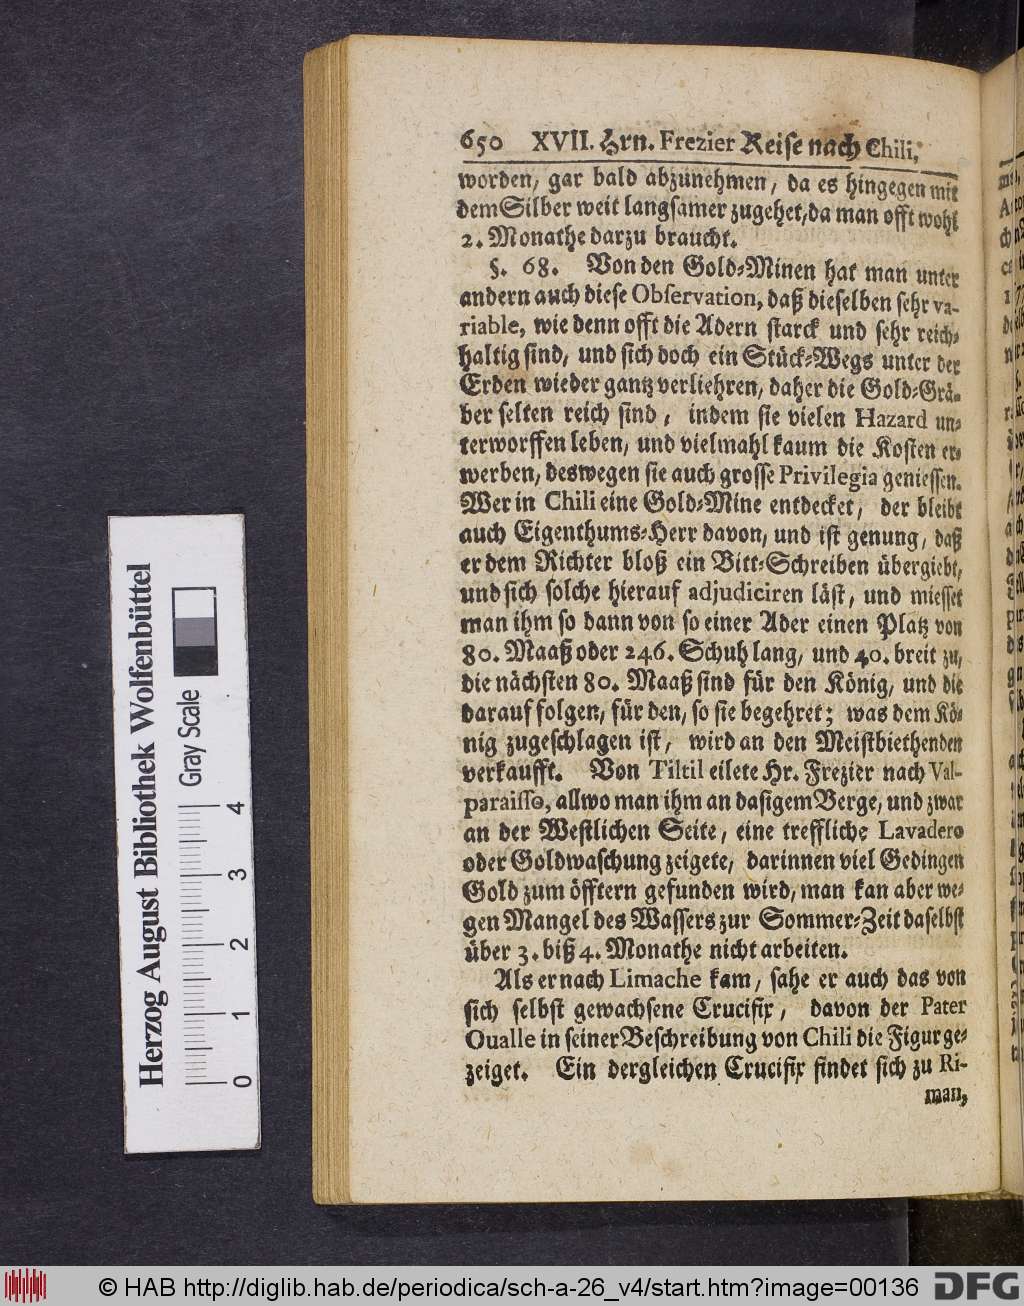 650 XVII. Hrn. Frezier Reise nach Chili,
worden, gar bald abzunehmen, da es hingegen mit
dem Silber weit langsamer zugehet, da man offt wohl
2. Monathe darzu braucht.
§. 68. Von den Gold-Minen hat man unter
andern auch diese Observation, daß dieselben sehr va-
riable, wie denn offt die Adern starck und sehr reich-
haltig sind, und sich doch ein Stück-Wegs unter der
Erden wieder gantz verliehren, daher die Gold-Grä-
ber selten reich sind, indem sie vielen Hazard un-
terworffen leben, und vielmahl kaum die Kosten er-
werben, deswegen sie auch grosse Privilegia geniessen.
Wer in Chili eine Gold-Mine entdecket, der bleibt
auch Eigenthums-Herr davon, und ist genung, daß
er dem Richter bloß ein Bitt-Schreiben übergiebt,
und sich solche hierauf adjudiciren läst, und miesset
man ihm so dann von so einer Ader einen Platz von
80. Maaß oder 246. Schuh lang, und 40. breit zu,
die nächsten 80. Maaß sind für den König, und die
darauf folgen, für den, so sie begehret; was dem Kö-
nig zugeschlagen ist, wird an den Meistbiethenden
verkaufft. Von Tiltil eilete Hr. Frezier nach Val-
paraisso, allwo man ihm an dasigem Berge, und zwar
an der Westlichen Seite, eine treffliche Lavadero
oder Goldwaschung zeigete, darinnen viel Gedingen
Gold zum öfftern gefunden wird, man kan aber we-
gen Mangel des Wassers zur Sommer-Zeit daselbst
über 3. biß 4. Monathe nicht arbeiten.
Als er nach Limache kam, sahe er auch das von
sich selbst gewachsene Crucifix, davon der Pater
Oualle in seiner Beschreibung von Chili die Figur ge-
zeiget. Ein dergleichen Crucifix findet sich zu Ri-
man,
Herzog August Bibliothek Wolfenbüttel
Gray Scale
0 1 2 3 4
© HAB http://diglib.hab.de/periodica/sch-a-26_v4/start.htm?image=00136 DFG